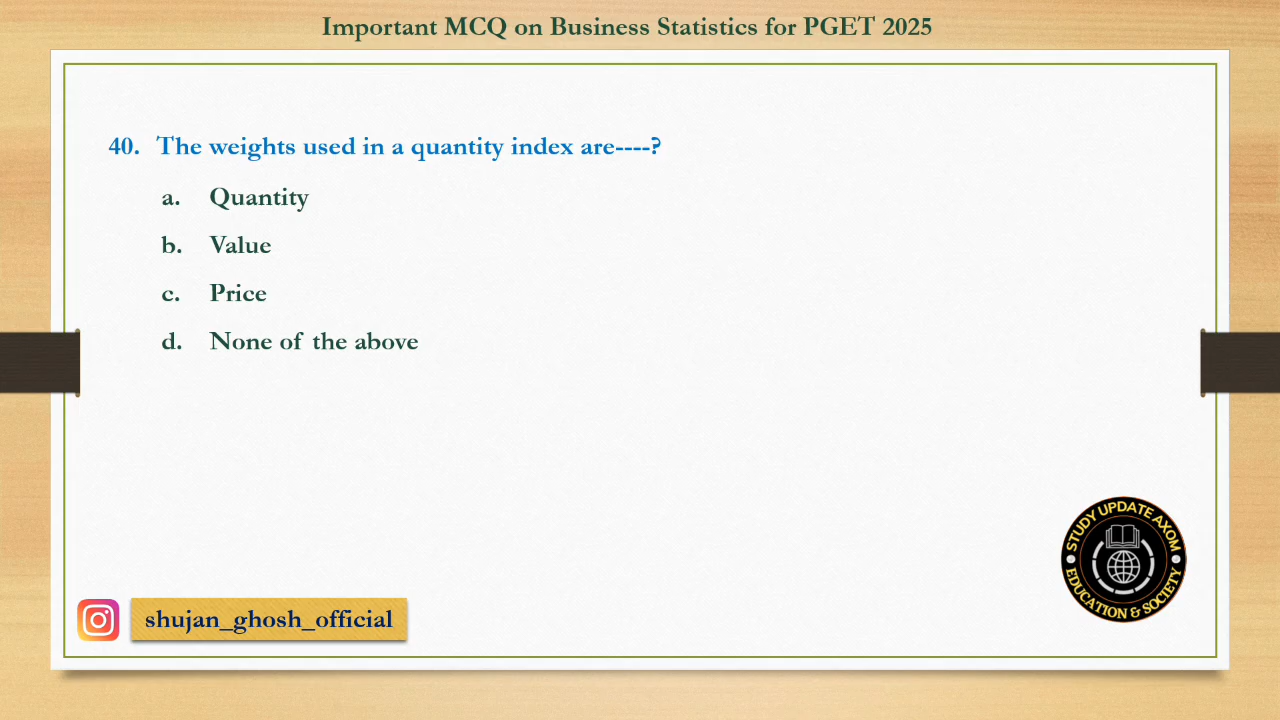 Important MCQ on Business Statistics for PGET 2025
40. The weights used in a quantity index are----?
a. Quantity
b. Value
c. Price
d. None of the above
STUDY UPDATE AXOM
EDUCATION & SOCIETY
shujan_ghosh_official